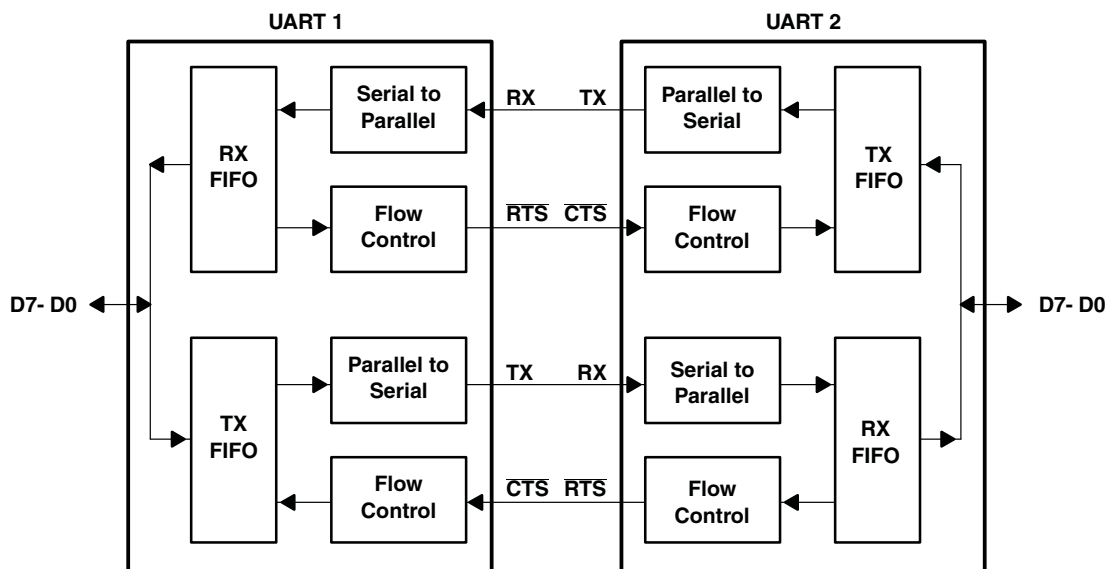 UART 1
UART 2
Serial to
Parallel
RX
TX
Parallel to
Serial
RX
FIFO
TX
FIFO
Flow
Control
RTS
CTS
Flow
Control
D7- D0
D7- D0
Parallel to
Serial
TX
RX
Serial to
Parallel
TX
FIFO
RX
FIFO
Flow
Control
CTS
RTS
Flow
Control